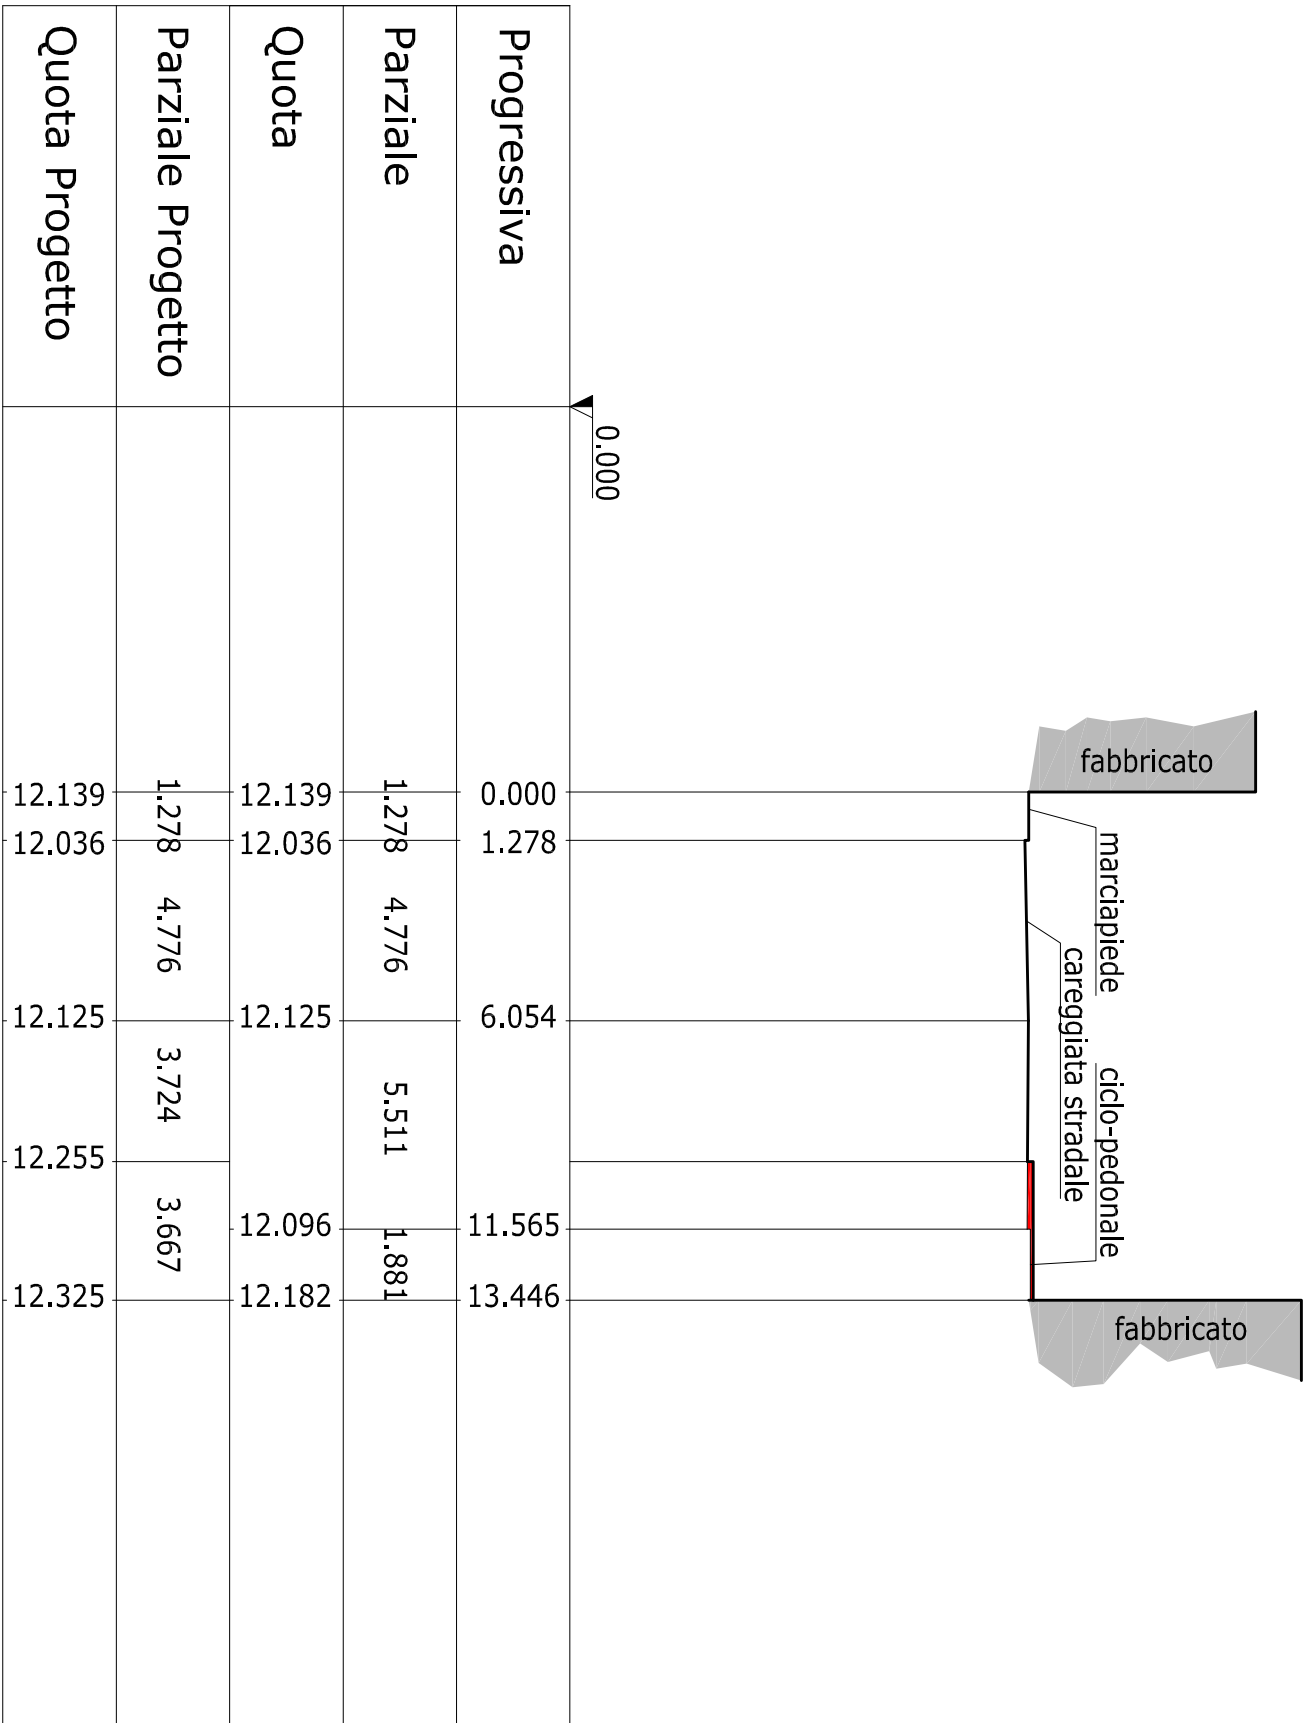 fabbricato
fabbricato
marciapiede
ciclo-pedonale
careggiata stradale
0.000
Progressiva
0.000
1.278
6.054
11.565
13.446
Parziale
1.278
4.776
5.511
1.881
Quota
12.139
12.036
12.125
12.096
12.182
Parziale Progetto
1.278
4.776
3.724
3.667
Quota Progetto
12.139
12.036
12.125
12.255
12.325